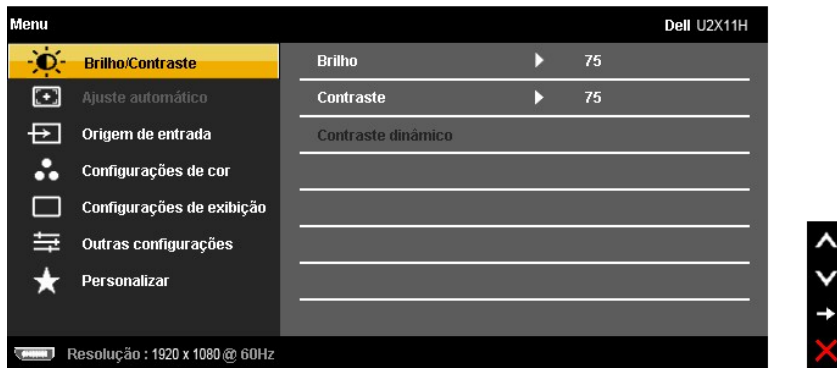 Menu Dell U2X11H
Brilho/Contraste
Ajuste automático
Origem de entrada
Configurações de cor
Configurações de exibição
Outras configurações
Personalizar
Brilho 75
Contraste 75
Contraste dinâmico
Resolução : 1920 x 1080 @ 60Hz